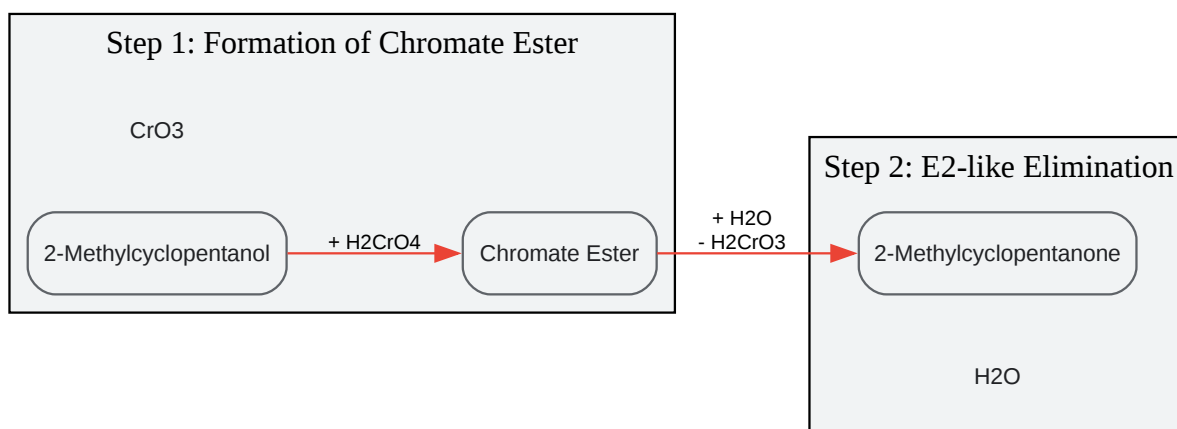 Step 1: Formation of Chromate Ester
CrO3
2-Methylcyclopentanol
+ H2CrO4
Chromate Ester
+ H2O
- H2CrO3
Step 2: E2-like Elimination
2-Methylcyclopentanone
H2O